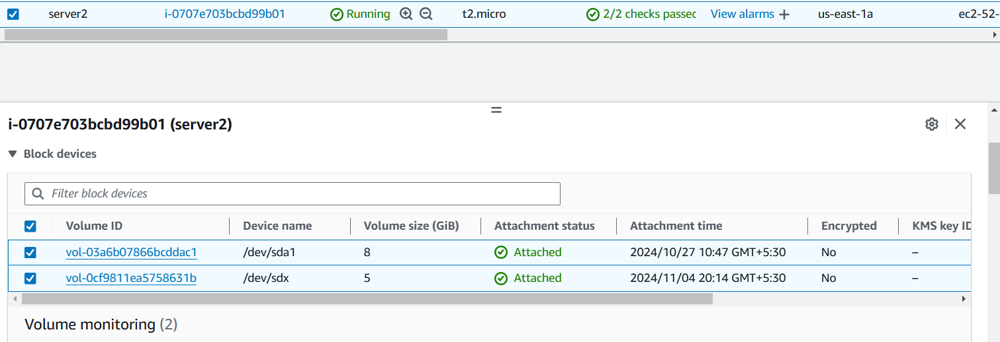 server2 i-0707e703bcbd99b01 Running t2.micro 2/2 checks passec View alarms + us-east-1a ec2-52-
i-0707e703bcbd99b01 (server2)
Block devices
Filter block devices
Volume ID Device name Volume size (GiB) Attachment status Attachment time Encrypted KMS key ID
vol-03a6b07866bcddac1 /dev/sda1 8 Attached 2024/10/27 10:47 GMT+5:30 No –
vol-0cf9811ea5758631b /dev/sdx 5 Attached 2024/11/04 20:14 GMT+5:30 No –
Volume monitoring (2)